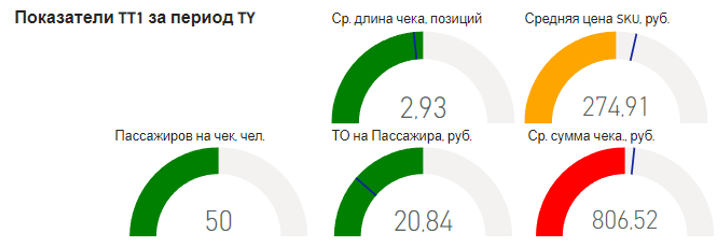 Показатели TT1 за период TY
Ср. длина чека, позиций
Средняя цена SKU, руб.
2,93
274,91
Пассажиров на чек, чел.
ТО на Пассажира, руб.
Ср. сумма чека., руб.
50
20,84
806,52